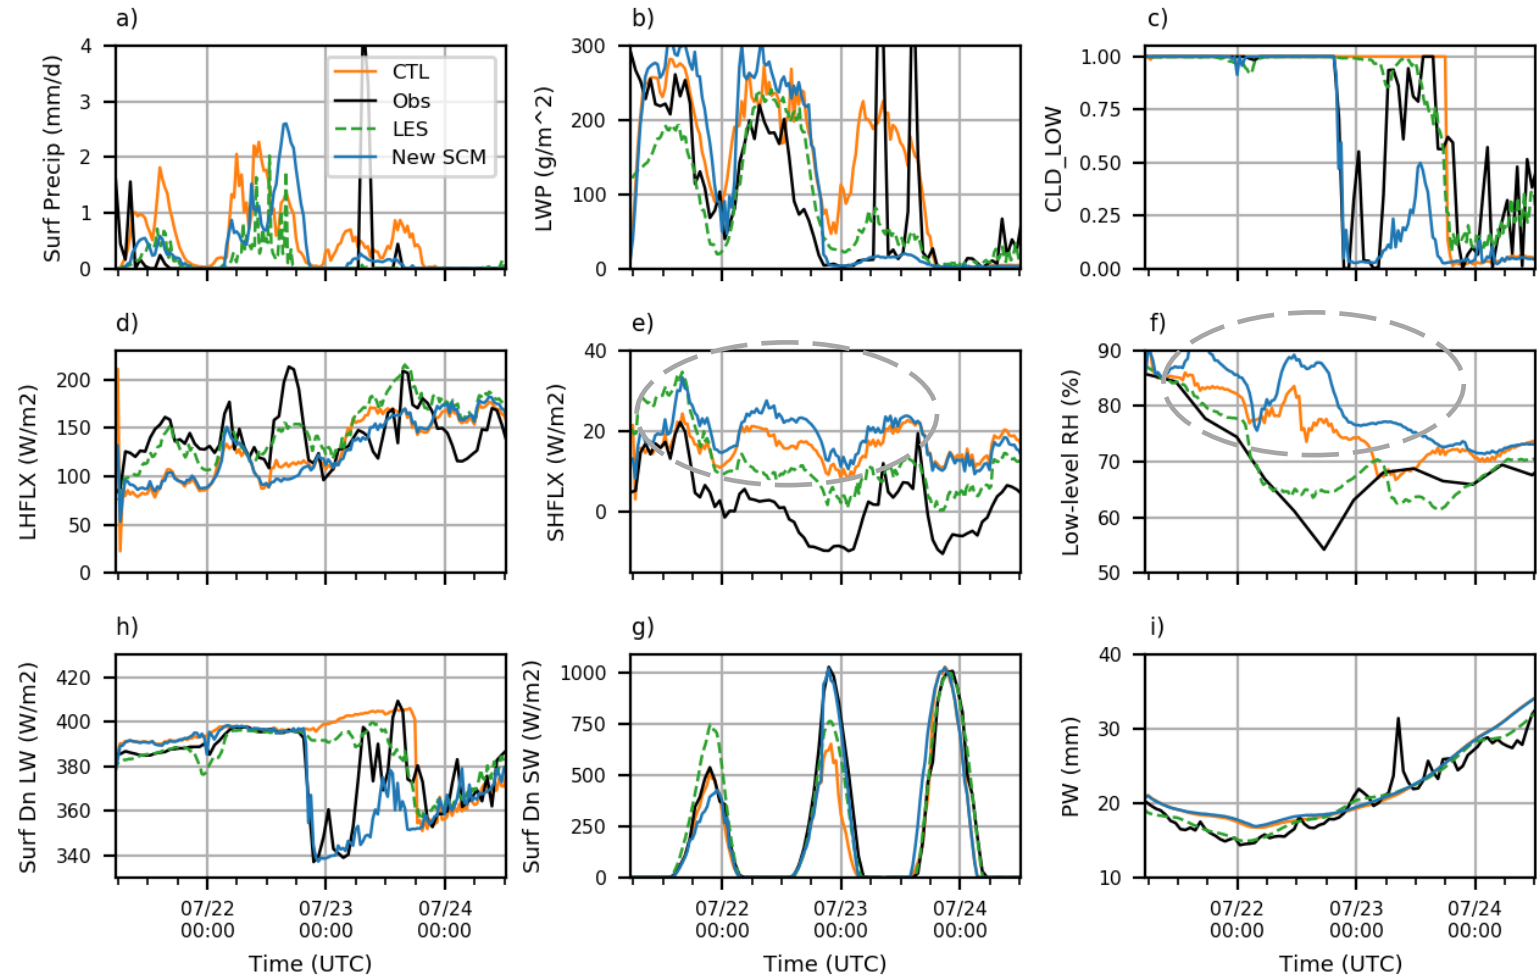 a)
b)
c)
4
3
2
1
0
Surf Precip (mm/d)
CTL
Obs
LES
New SCM
300
200
100
0
LWP (g/m^2)
1.00
0.75
0.50
0.25
0.00
CLD_LOW
d)
e)
f)
200
150
100
50
0
LHFLX (W/m2)
40
20
0
SHFLX (W/m2)
90
80
70
60
50
Low-level RH (%)
h)
g)
i)
420
400
380
360
340
Surf Dn LW (W/m2)
1000
750
500
250
0
Surf Dn SW (W/m2)
40
30
20
10
PW (mm)
07/22
00:00
07/23
00:00
07/24
00:00
Time (UTC)
07/22
00:00
07/23
00:00
07/24
00:00
Time (UTC)
07/22
00:00
07/23
00:00
07/24
00:00
Time (UTC)